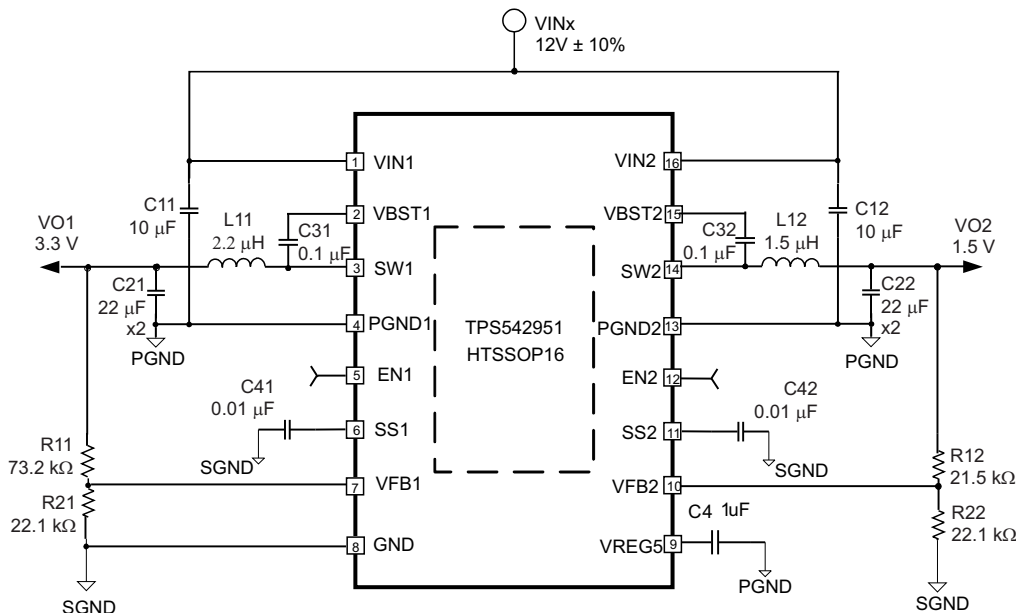 VINx
12V ± 10%
1
VIN1
VIN2
16
C11
10 µF
VO1
3.3 V
L11
2.2 µH
C31
0.1 µF
2
VBST1
VBST2
15
C32
0.1 µF
L12
1.5 µH
C12
10 µF
VO2
1.5 V
3
SW1
SW2
14
C21
22 µF
x2
PGND
4
PGND1
TPS542951
HTSSOP16
PGND2
13
C22
22 µF
x2
PGND
5
EN1
EN2
12
C41
0.01 µF
SGND
6
SS1
SS2
11
C42
0.01 µF
SGND
R11
73.2 kΩ
7
VFB1
VFB2
10
R12
21.5 kΩ
R21
22.1 kΩ
8
GND
VREG5
9
C4
1uF
PGND
R22
22.1 kΩ
SGND
SGND